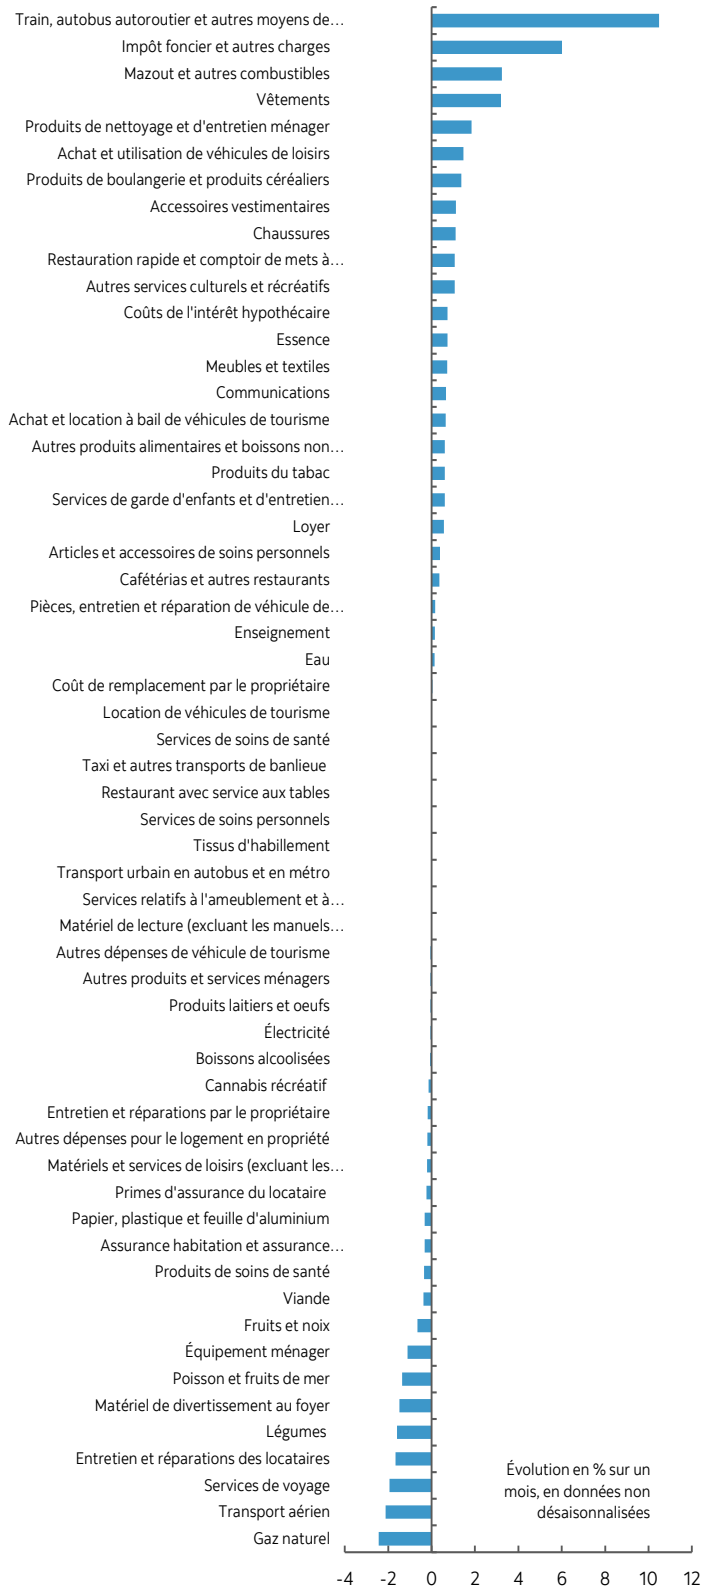 Train, autobus autoroutier et autres moyens de…
Impôt foncier et autres charges
Mazout et autres combustibles
Vêtements
Produits de nettoyage et d'entretien ménager
Achat et utilisation de véhicules de loisirs
Produits de boulangerie et produits céréaliers
Accessoires vestimentaires
Chaussures
Restauration rapide et comptoir de mets à…
Autres services culturels et récréatifs
Coûts de l'intérêt hypothécaire
Essence
Meubles et textiles
Communications
Achat et location à bail de véhicules de tourisme
Autres produits alimentaires et boissons non…
Produits du tabac
Services de garde d'enfants et d'entretien…
Loyer
Articles et accessoires de soins personnels
Cafétérias et autres restaurants
Pièces, entretien et réparation de véhicule de…
Enseignement
Eau
Coût de remplacement par le propriétaire
Location de véhicules de tourisme
Services de soins de santé
Taxi et autres transports de banlieue
Restaurant avec service aux tables
Services de soins personnels
Tissus d'habillement
Transport urbain en autobus et en métro
Services relatifs à l'ameublement et à…
Matériel de lecture (excluant les manuels…
Autres dépenses de véhicule de tourisme
Autres produits et services ménagers
Produits laitiers et oeufs
Électricité
Boissons alcoolisées
Cannabis récréatif
Entretien et réparations par le propriétaire
Autres dépenses pour le logement en propriété
Matériels et services de loisirs (excluant les…
Primes d'assurance du locataire
Papier, plastique et feuille d'aluminium
Assurance habitation et assurance…
Produits de soins de santé
Viande
Fruits et noix
Équipement ménager
Poisson et fruits de mer
Matériel de divertissement au foyer
Légumes
Entretien et réparations des locataires
Services de voyage
Transport aérien
Gaz naturel
Évolution en % sur un
mois, en données non
désaisonnalisées
-4 -2 0 2 4 6 8 10 12